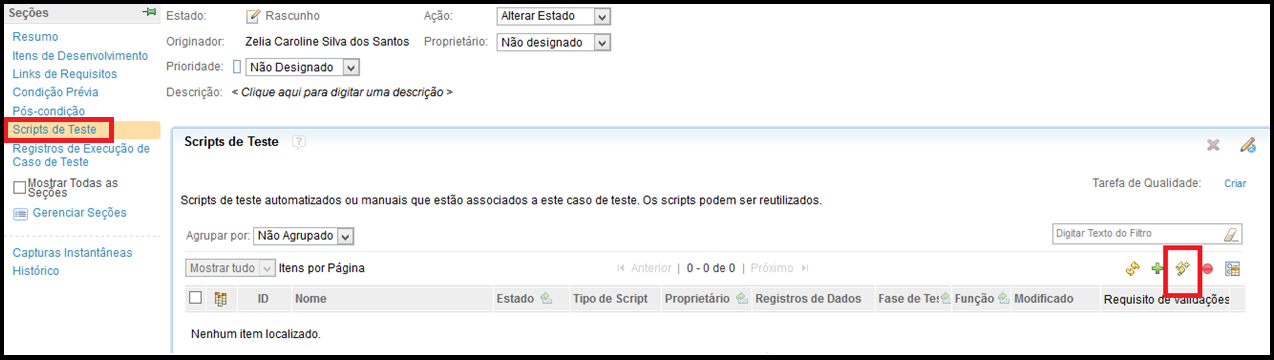 Seções
Resumo
Itens de Desenvolvimento
Links de Requisitos
Condição Prévia
Pós-condição
Scripts de Teste
Registros de Execução de
Caso de Teste
Mostrar Todas as
Seções
Gerenciar Seções
Capturas Instantâneas
Histórico
Estado: Rascunho Ação: Alterar Estado
Originador: Zelia Caroline Silva dos Santos Proprietário: Não designado
Prioridade: Não Designado
Descrição: < Clique aqui para digitar uma descrição >
Scripts de Teste ?
Tarefa de Qualidade: Criar
Scripts de teste automatizados ou manuais que estão associados a este caso de teste. Os scripts podem ser reutilizados.
Agrupar por: Não Agrupado Digitar Texto do Filtro
Mostrar tudo Itens por Página Anterior | 0 - 0 de 0 | Próximo
ID Nome Estado Tipo de Script Proprietário Registros de Dados Fase de Tes Função Modificado Requisito de validações
Nenhum item localizado.